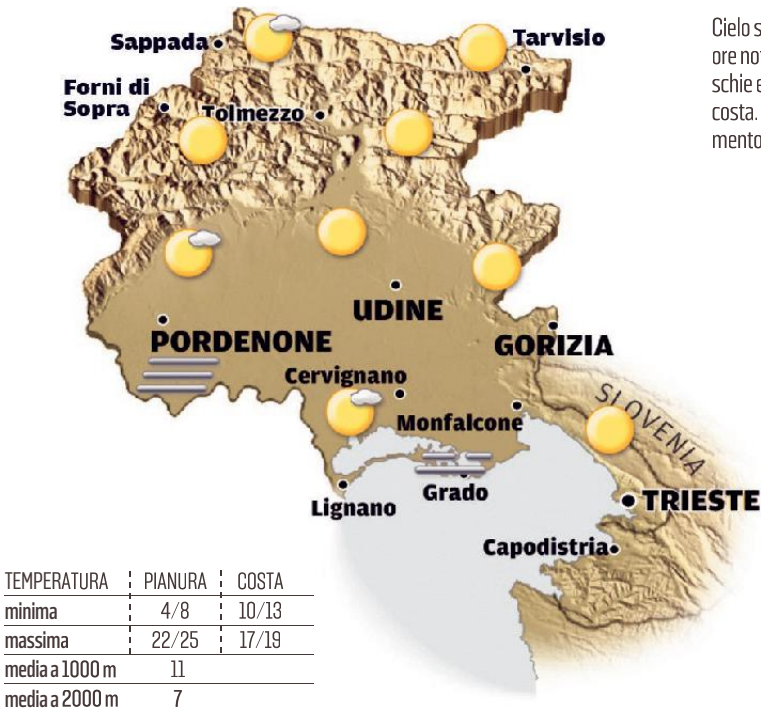 Sappada
Tarvisio
Forni di
Sopra
Tolmezzo
UDINE
PORDENONE
GORIZIA
Cervignano
Monfalcone
SLOVENIA
Grado
Lignano
TRIESTE
Capodistria
Cielo s
ore no
schie e
costa.
mento
TEMPERATURA PIANURA COSTA
minima 4/8 10/13
massima 22/25 17/19
media a 1000 m 11
media a 2000 m 7